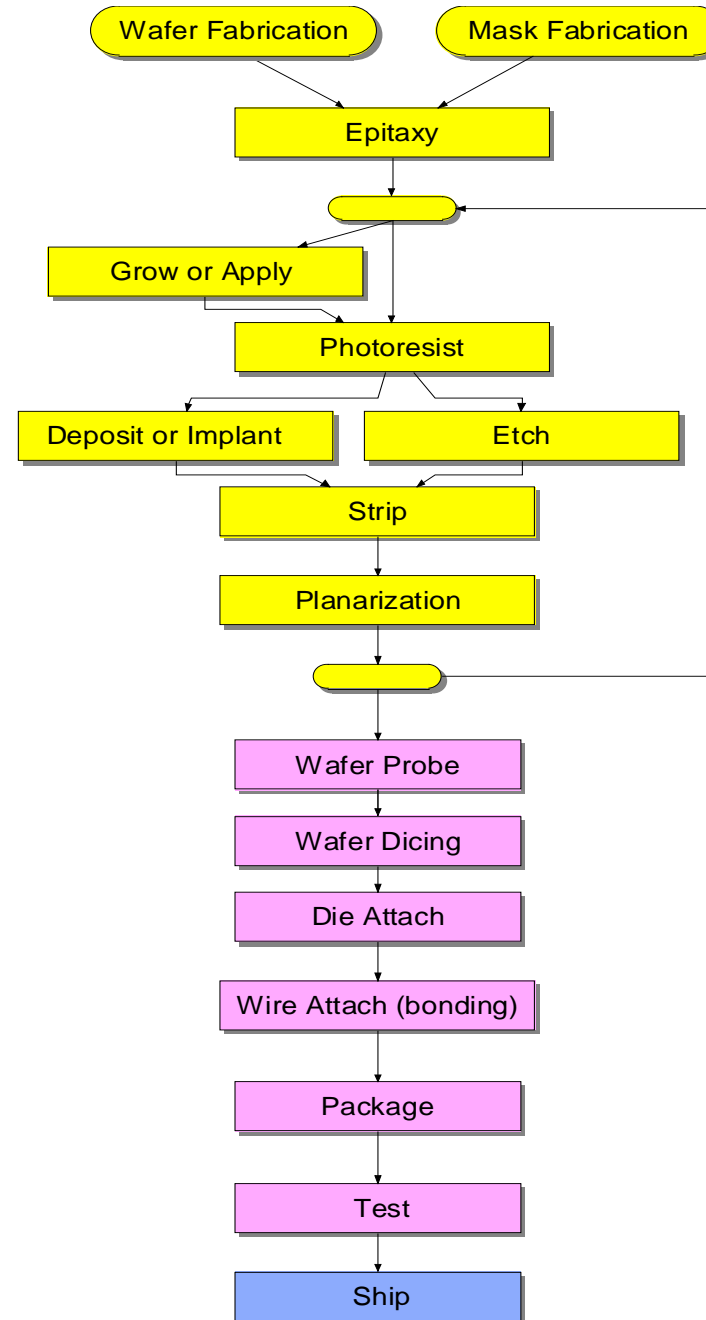 Wafer Fabrication
Mask Fabrication
Epitaxy
Grow or Apply
Photoresist
Deposit or Implant
Etch
Strip
Planarization
Wafer Probe
Wafer Dicing
Die Attach
Wire Attach (bonding)
Package
Test
Ship